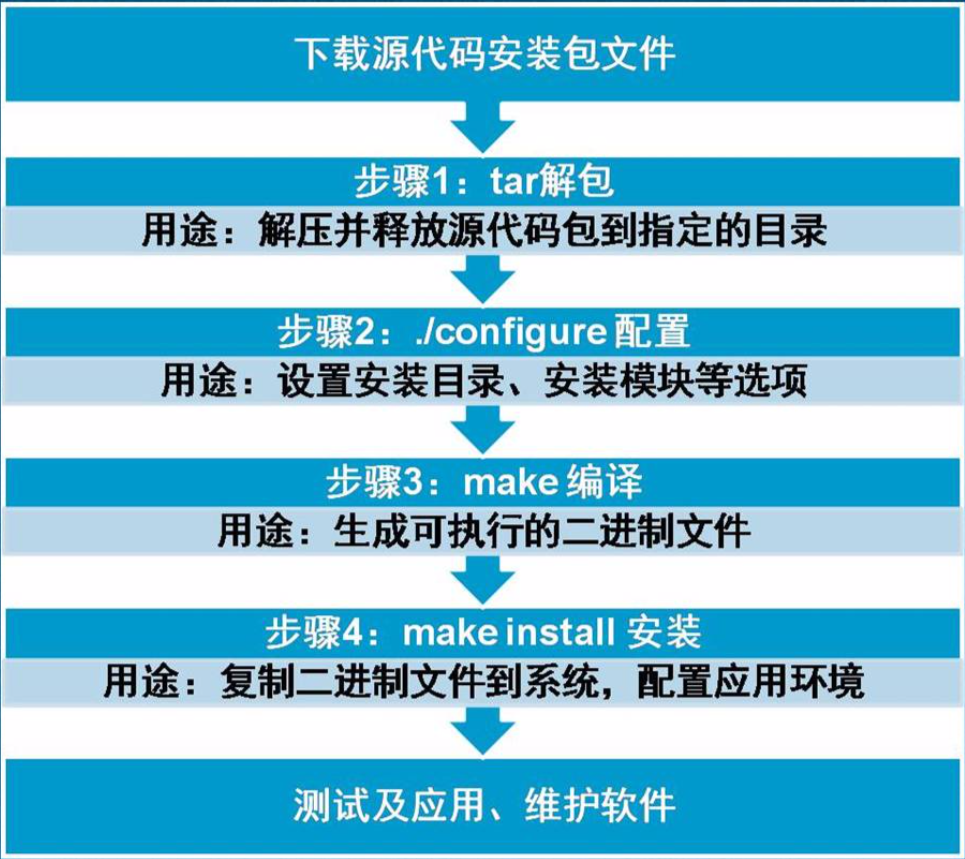 下载源代码安装包文件
步骤1：tar解包
用途：解压并释放源代码包到指定的目录
步骤2：./configure 配置
用途：设置安装目录、安装模块等选项
步骤3：make 编译
用途：生成可执行的二进制文件
步骤4：make install 安装
用途：复制二进制文件到系统，配置应用环境
测试及应用、维护软件